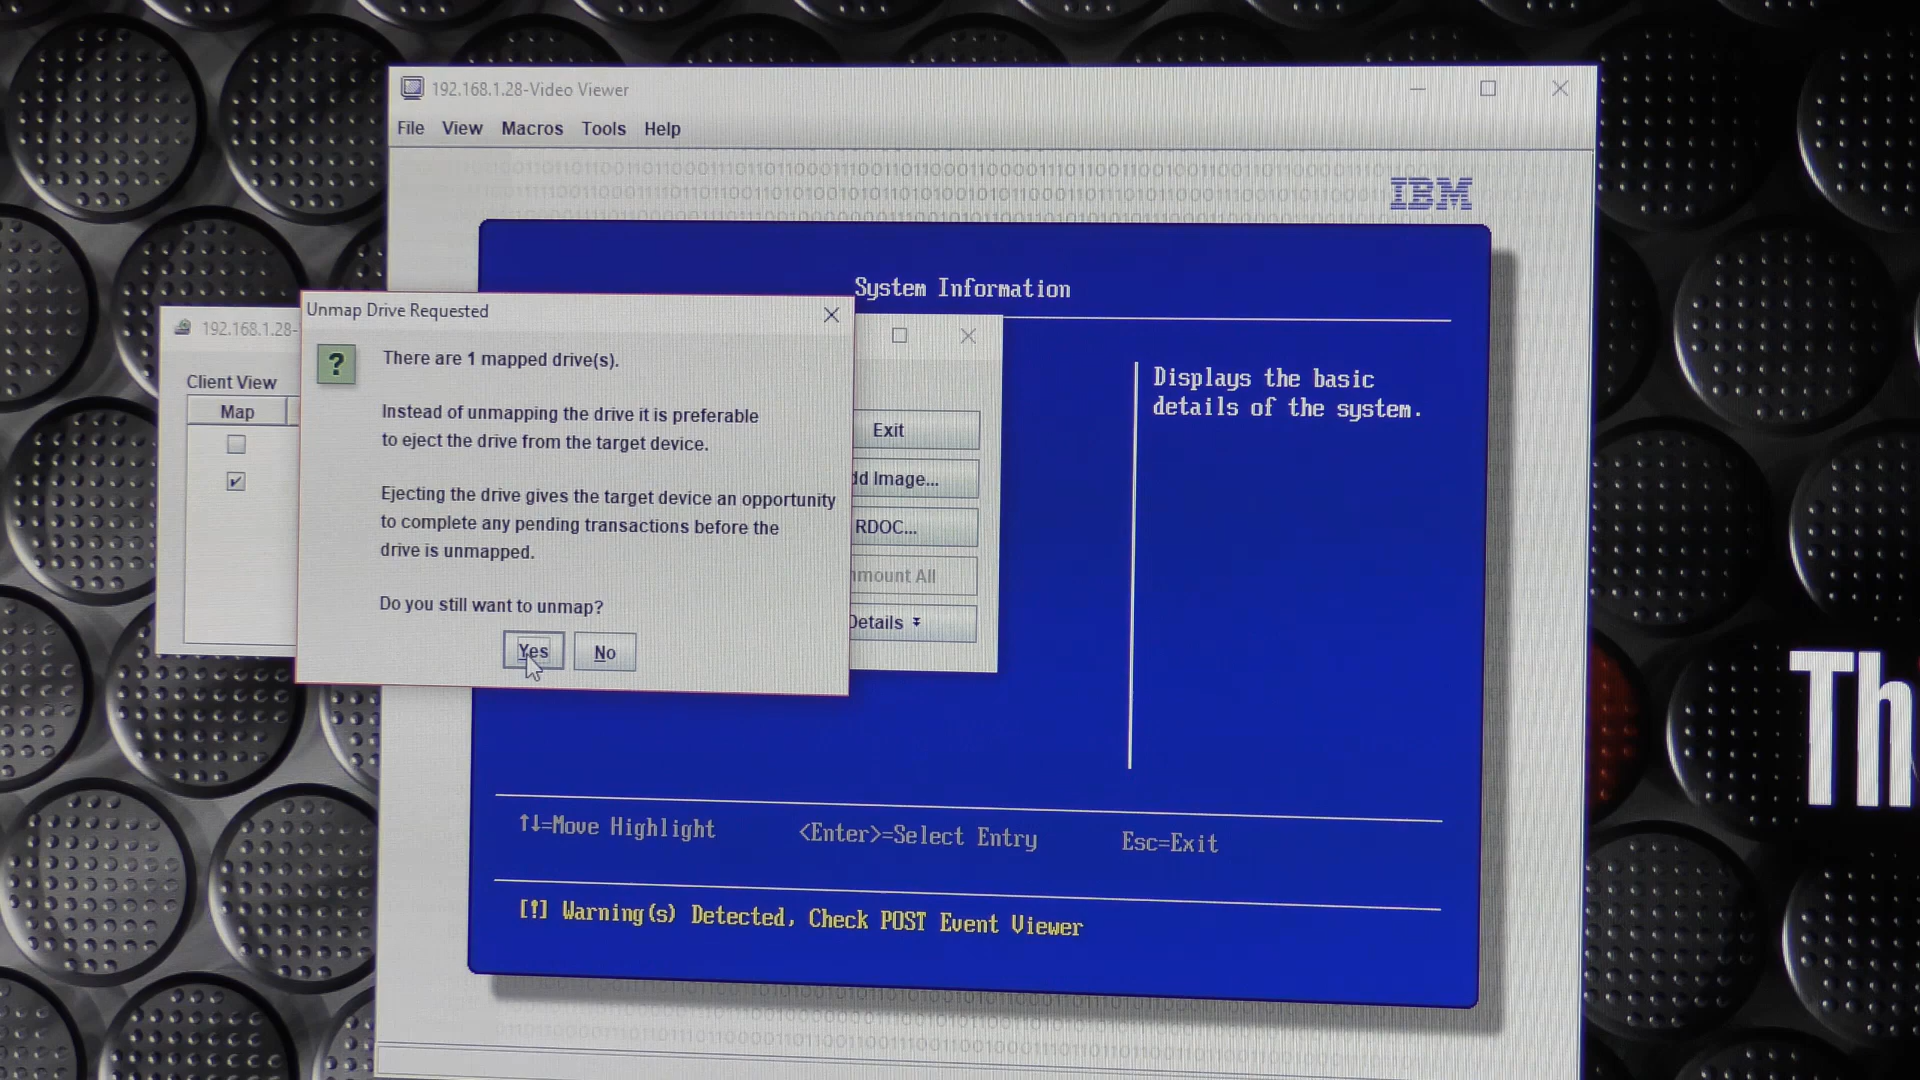 192.168.1.28-Video Viewer
File View Macros Tools Help
IBM
System Information
Displays the basic
details of the system.
192.168.1.28-
Client View
Map
Unmap Drive Requested
?
There are 1 mapped drive(s).
Instead of unmapping the drive it is preferable
to eject the drive from the target device.
Ejecting the drive gives the target device an opportunity
to complete any pending transactions before the
drive is unmapped.
Do you still want to unmap?
Yes No
Exit
dd Image...
RDOC...
nmount All
Details
↑↓=Move Highlight <Enter>=Select Entry Esc=Exit
[!] Warning(s) Detected, Check POST Event Viewer
Th